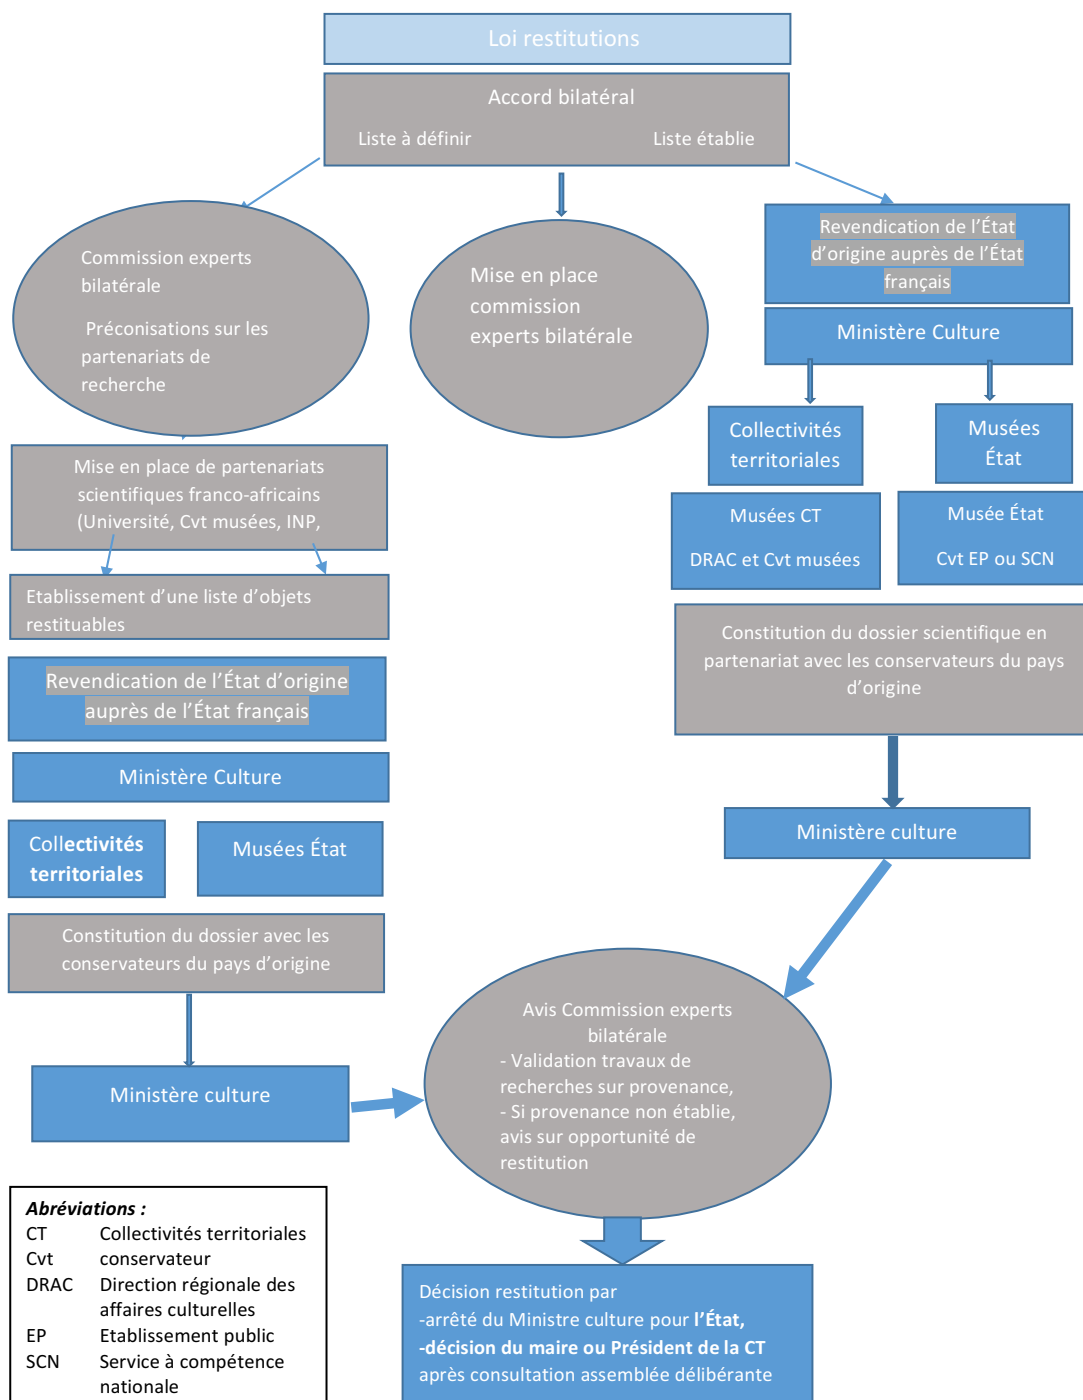 Loi restitutions
Accord bilatéral
Liste à définir
Liste établie
Commission experts
bilatérale
Préconisations sur les
partenariats de
recherche
Mise en place
commission
experts bilatérale
Revendication de l'État
d'origine auprès de l'État
français
Ministère Culture
Collectivités
territoriales
Musées
État
Musées CT
DRAC et Cvt musées
Musée État
Cvt EP ou SCN
Constitution du dossier scientifique en
partenariat avec les conservateurs du pays
d'origine
Ministère culture
Mise en place de partenariats
scientifiques franco-africains
(Université, Cvt musées, INP,
Etablissement d'une liste d'objets
restituables
Revendication de l'État d'origine
auprès de l'État français
Ministère Culture
Collectivités
territoriales
Musées État
Constitution du dossier avec les
conservateurs du pays d'origine
Ministère culture
Avis Commission experts
bilatérale
- Validation travaux de
recherches sur provenance,
- Si provenance non établie,
avis sur opportunité de
restitution
Décision restitution par
-arrêté du Ministre culture pour l'État,
-décision du maire ou Président de la CT
après consultation assemblée délibérante
Abréviations :
CT Collectivités territoriales
Cvt conservateur
DRAC Direction régionale des
affaires culturelles
EP Etablissement public
SCN Service à compétence
nationale